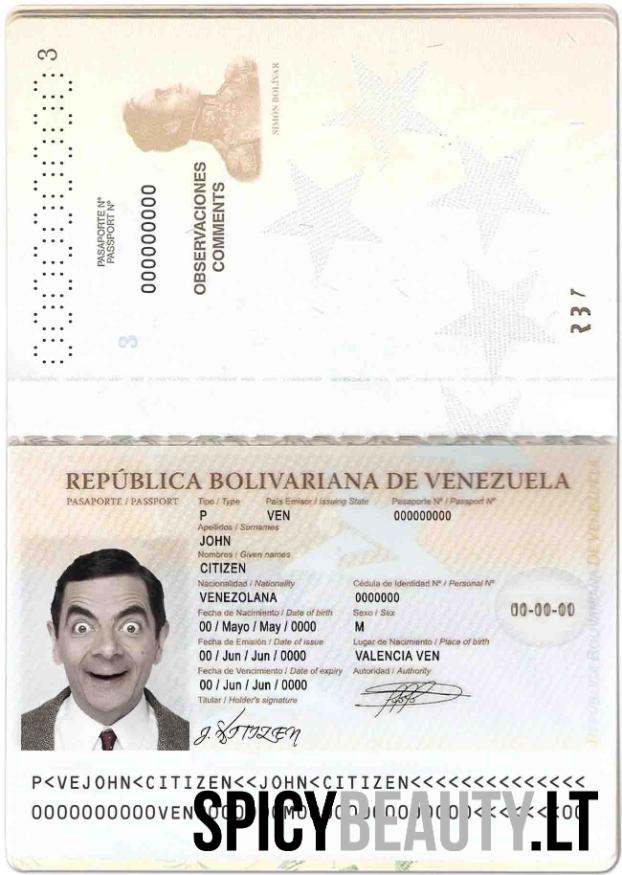 3
SIMÓN BOLÍVAR
PASAPORTE Nº
PASSPORT Nº
000000000
OBSERVACIONES
COMMENTS
3
REPÚBLICA BOLIVARIANA DE VENEZUELA
PASAPORTE / PASSPORT
Tipo / Type País Emisor / Issuing State Pasaporte Nº / Passport Nº
P VEN 000000000
Apellidos / Surnames
JOHN
Nombres / Given names
CITIZEN
Nacionalidad / Nationality Cédula de Identidad Nº / Personal Nº
VENEZOLANA 0000000
Fecha de Nacimiento / Date of birth Sexo / Sex
00 / Mayo / May / 0000 M
Fecha de Emisión / Date of issue Lugar de Nacimiento / Place of birth
00 / Jun / Jun / 0000 VALENCIA VEN
Fecha de Vencimiento / Date of expiry Autoridad / Authority
00 / Jun / Jun / 0000
Titular / Holder's signature
J. CITIZEN
00-00-00
REPÚBLICA BOLIVARIANA DE VENEZUELA
P<VEJOHN<CITIZEN<<JOHN<CITIZEN<<<<<<<<<<<<<<
0000000000VEN
SPICYBEAUTY.LT